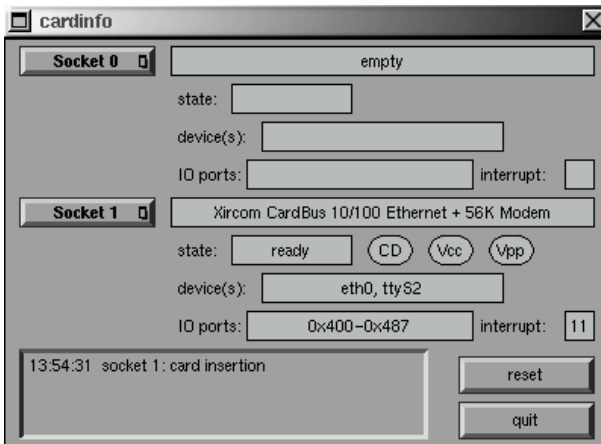 cardinfo
Socket 0 empty
state:
device(s):
IO ports: interrupt:
Socket 1 Xircom CardBus 10/100 Ethernet + 56K Modem
state: ready CD Vcc Vpp
device(s): eth0, ttyS2
IO ports: 0x400-0x487 interrupt: 11
13:54:31 socket 1: card insertion
reset
quit